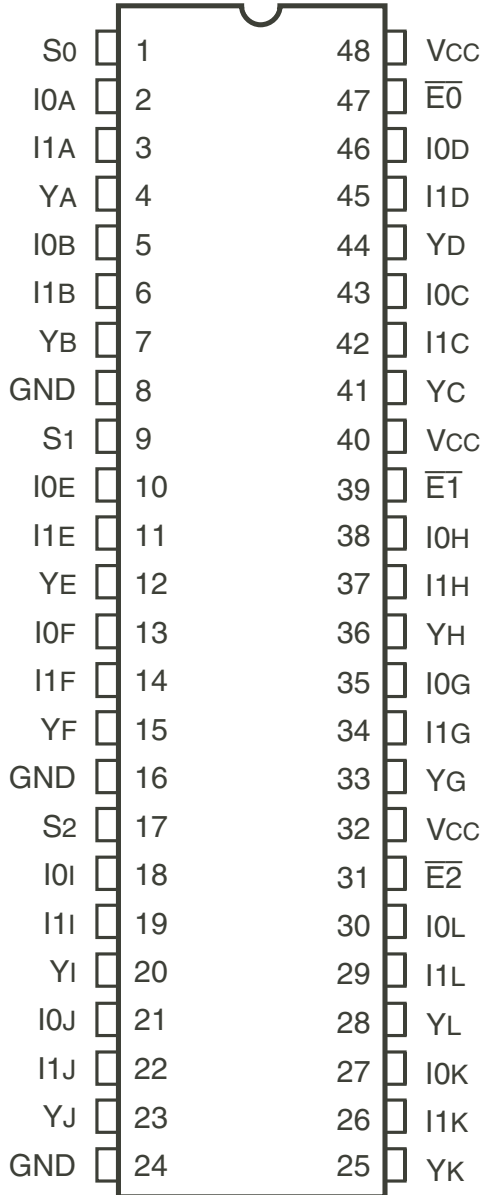 S0 1 48 VCC
I0A 2 47 E0
I1A 3 46 I0D
YA 4 45 I1D
I0B 5 44 YD
I1B 6 43 I0C
YB 7 42 I1C
GND 8 41 YC
S1 9 40 VCC
I0E 10 39 E1
I1E 11 38 I0H
YE 12 37 I1H
I0F 13 36 YH
I1F 14 35 I0G
YF 15 34 I1G
GND 16 33 YG
S2 17 32 VCC
I0I 18 31 E2
I1I 19 30 I0L
YI 20 29 I1L
I0J 21 28 YL
I1J 22 27 I0K
YJ 23 26 I1K
GND 24 25 YK